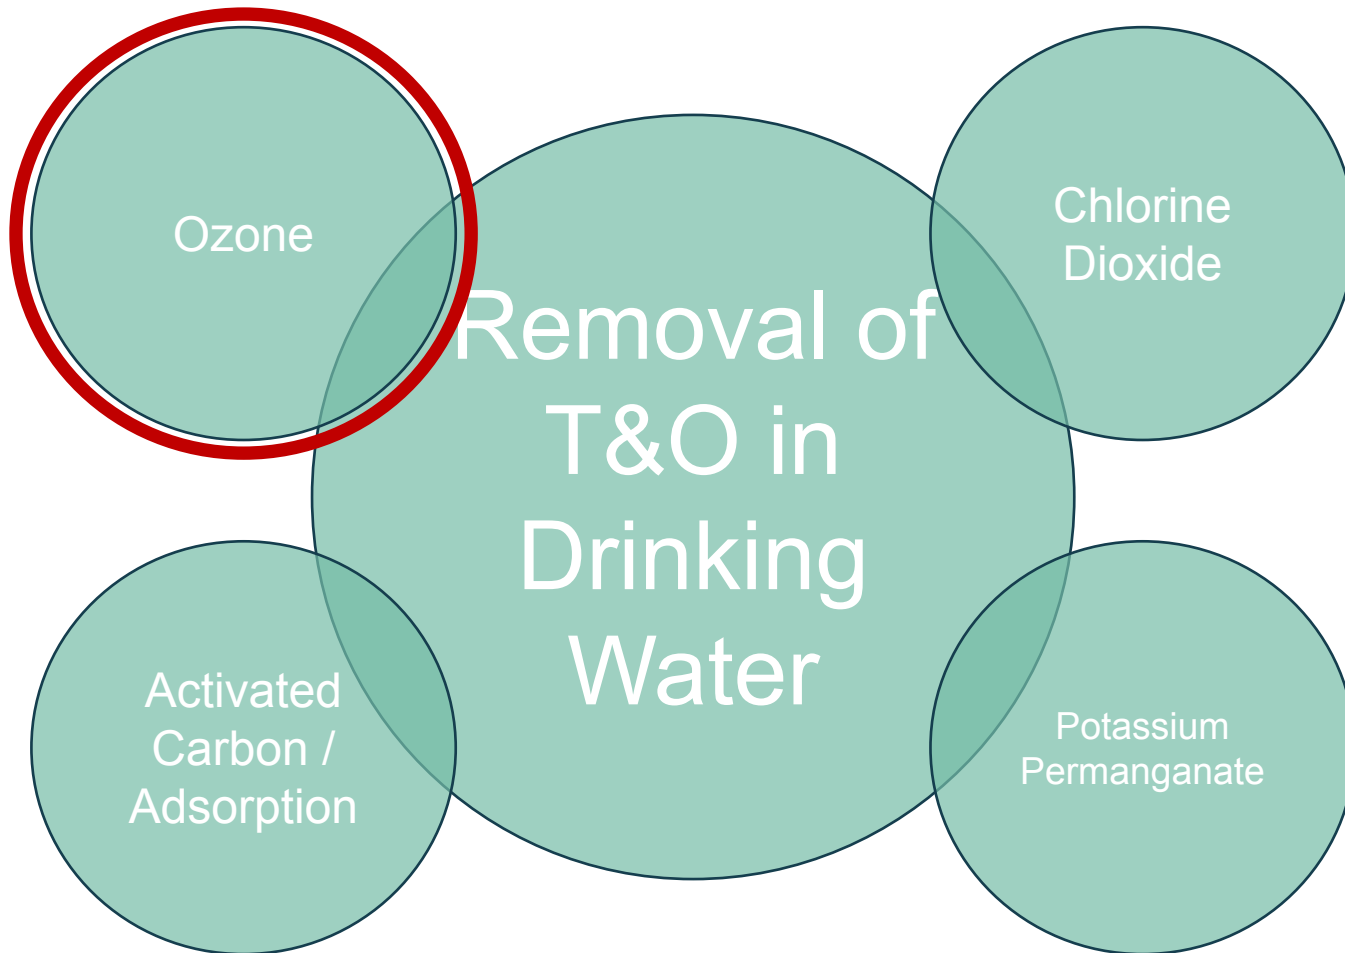 Ozone
Chlorine
Dioxide
Removal of
T&O in
Drinking
Water
Activated
Carbon /
Adsorption
Potassium
Permanganate